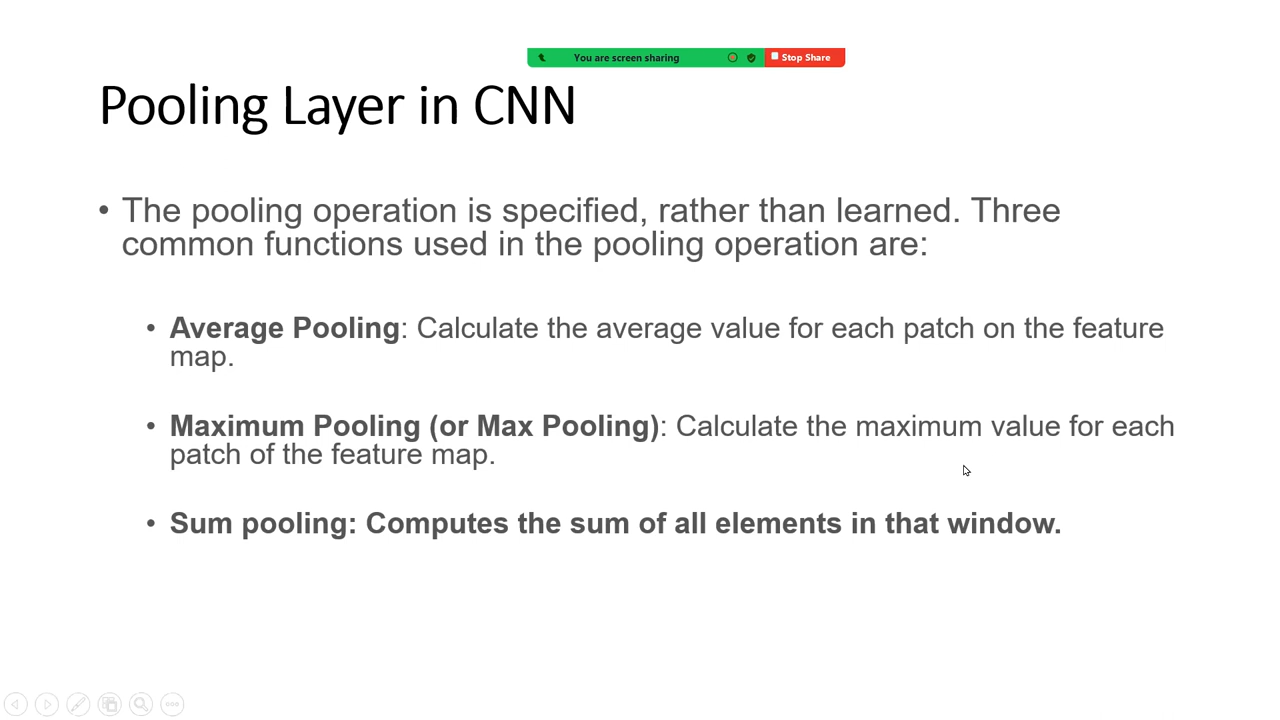 You are screen sharing Stop Share
Pooling Layer in CNN
• The pooling operation is specified, rather than learned. Three
common functions used in the pooling operation are:
• Average Pooling: Calculate the average value for each patch on the feature
map.
• Maximum Pooling (or Max Pooling): Calculate the maximum value for each
patch of the feature map.
• Sum pooling: Computes the sum of all elements in that window.